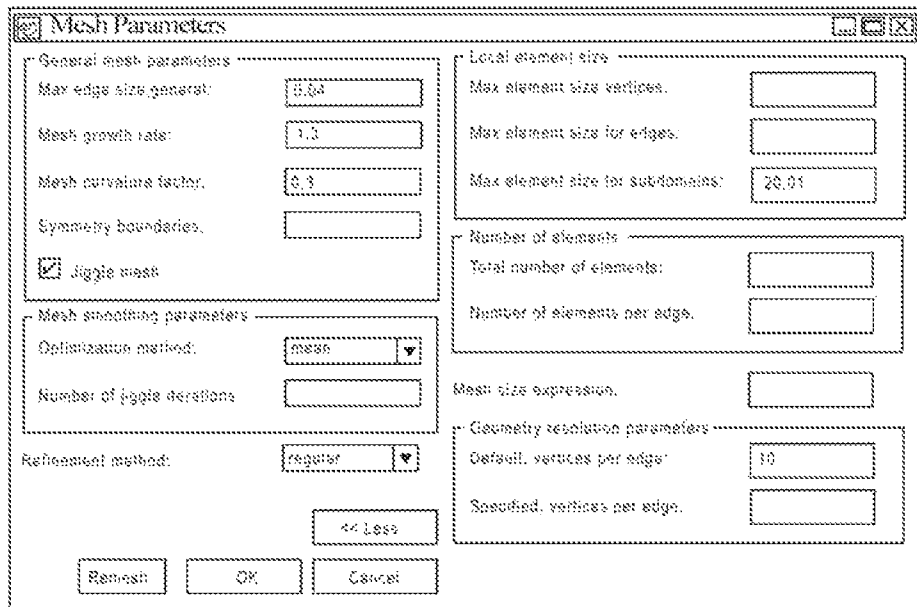 Mesh Parameters
General mesh parameters
Max edge size general:
0.04
Mesh growth rate:
1.3
Mesh curvature factor.
0.3
Symmetry boundaries.
Jiggle mesh
Mesh smoothing parameters
Optimization method:
mean
Number of jiggle iterations
Refinement method:
regular
<< Less
Remesh
OK
Cancel
Local element size
Max element size vertices.
Max element size for edges:
Max element size for subdomains:
20.01
Number of elements
Total number of elements:
Number of elements per edge.
Mesh size expression.
Geometry resolution parameters
Default. vertices per edge:
10
Specified. vertices per edge.